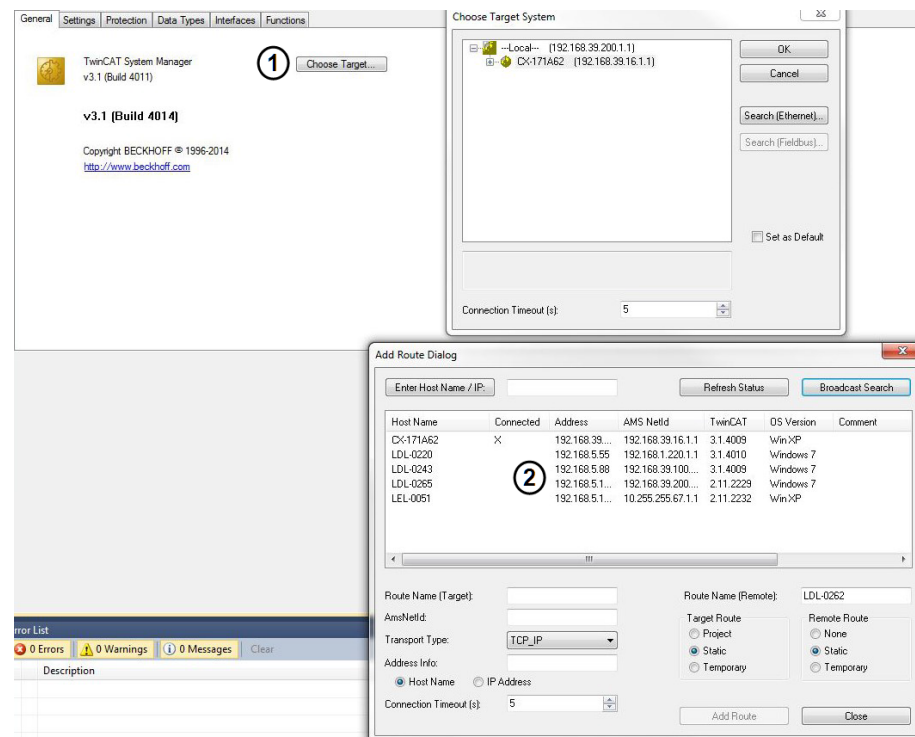 General Settings Protection Data Types Interfaces Functions
TwinCAT System Manager
v3.1 (Build 4011)
1
Choose Target...
v3.1 (Build 4014)
Copyright BECKHOFF © 1996-2014
http://www.beckhoff.com
Choose Target System
---Local--- (192.168.39.200.1.1)
CX-171A62 (192.168.39.16.1.1)
OK
Cancel
Search (Ethernet)...
Search (Fieldbus)...
Set as Default
Connection Timeout (s): 5
Add Route Dialog
Enter Host Name / IP: Refresh Status Broadcast Search
Host Name Connected Address AMS NetId TwinCAT OS Version Comment
CX-171A62 X 192.168.39.... 192.168.39.16.1.1 3.1.4009 Win XP
LDL-0220 192.168.5.55 192.168.1.220.1.1 3.1.4010 Windows 7
LDL-0243 192.168.5.88 192.168.39.100.... 3.1.4009 Windows 7
LDL-0265 192.168.5.1... 192.168.39.200.... 2.11.2229 Windows 7
LEL-0051 192.168.5.1... 10.255.255.67.1.1 2.11.2232 Win XP
2
Route Name (Target): Route Name (Remote): LDL-0262
AmsNetId: Target Route Remote Route
Project None
Transport Type: TCP_IP Static Static
Address Info: Temporary Temporary
Host Name IP Address
Connection Timeout (s): 5
Add Route Close
rror List
0 Errors 0 Warnings 0 Messages Clear
Description